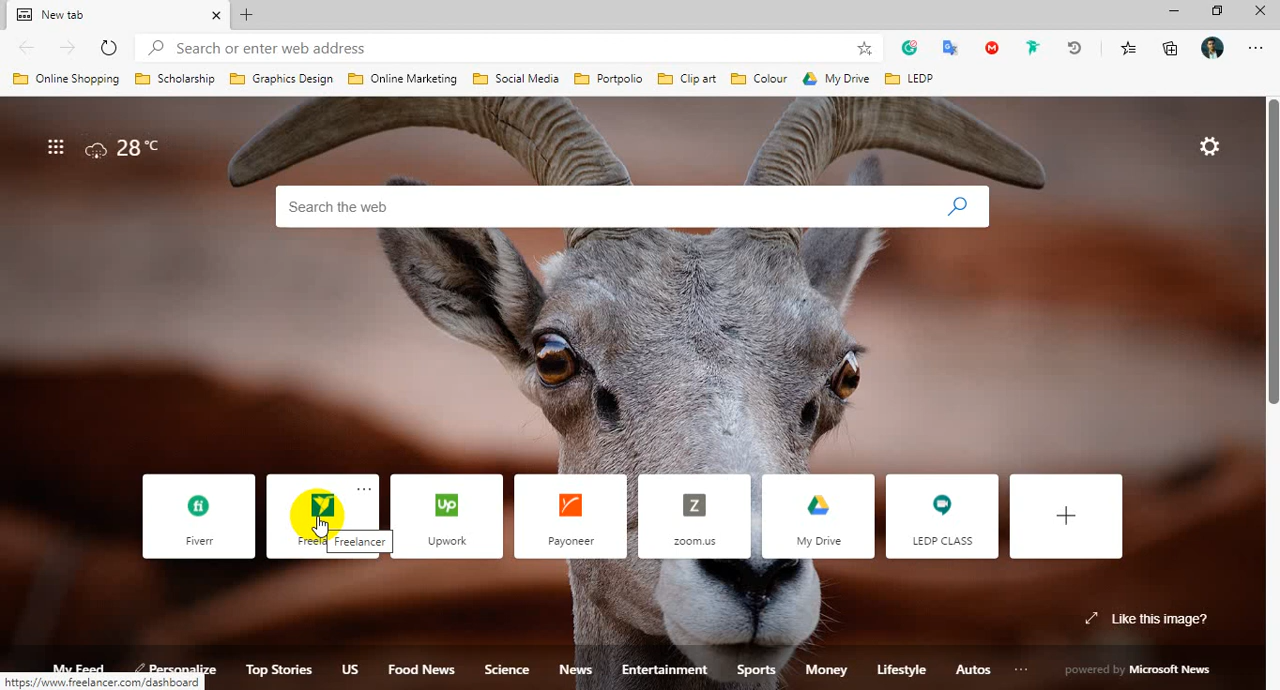 New tab
Search or enter web address
Online Shopping Scholarship Graphics Design Online Marketing Social Media Portpolio Clip art Colour My Drive LEDP
28 °C
Search the web
fi Up Z
Fiverr Freela Freelancer Upwork Payoneer zoom.us My Drive LEDP CLASS
Like this image?
My Feed Personalize Top Stories US Food News Science News Entertainment Sports Money Lifestyle Autos ... powered by Microsoft News
https://www.freelancer.com/dashboard